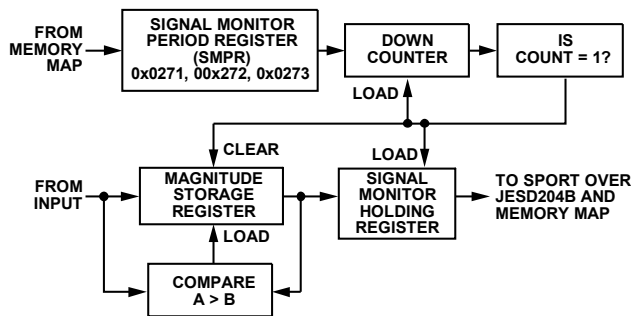 FROM
MEMORY
MAP
SIGNAL MONITOR
PERIOD REGISTER
(SMPR)
0x0271, 00x272, 0x0273
DOWN
COUNTER
IS
COUNT = 1?
LOAD
CLEAR
LOAD
FROM
INPUT
MAGNITUDE
STORAGE
REGISTER
SIGNAL
MONITOR
HOLDING
REGISTER
TO SPORT OVER
JESD204B AND
MEMORY MAP
LOAD
COMPARE
A > B